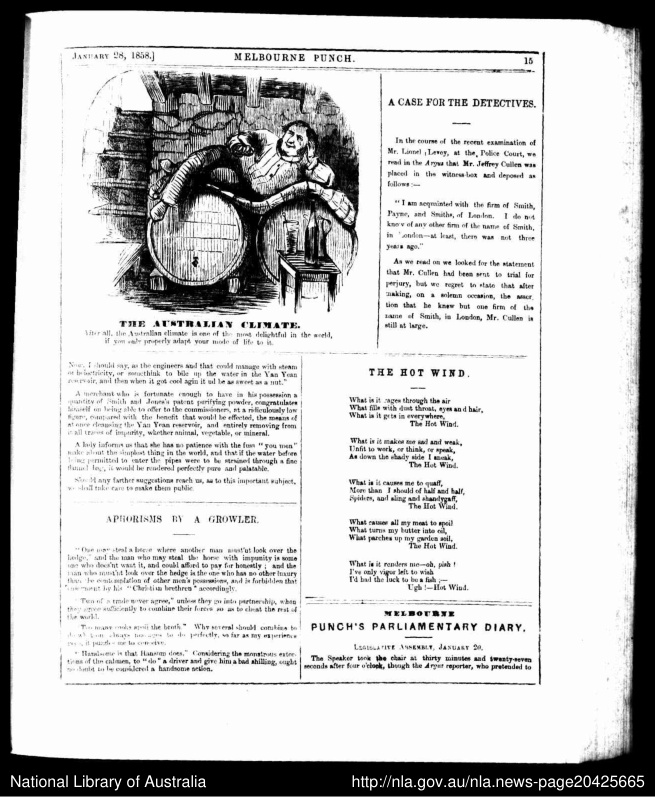 JANUARY 28, 1858.]
MELBOURNE PUNCH.
15
THE AUSTRALIAN CLIMATE.
After all, the Australian climate is one of the most delightful in the world,
if you only properly adapt your mode of life to it.
A CASE FOR THE DETECTIVES.
In the course of the recent examination of
Mr. Lionel Levey, at the Police Court, we
read in the Argus that Mr. Jeffrey Cullen was
placed in the witness-box and deposed as
follows :—
"I am acquainted with the firm of Smith,
Payne, and Smiths, of London. I do not
know of any other firm of the name of Smith,
in London—at least, there was not three
years ago."
As we read on we looked for the statement
that Mr. Cullen had been sent to trial for
perjury, but we regret to state that after
making, on a solemn occasion, the asser-
tion that he knew but one firm of the
name of Smith, in London, Mr. Cullen is
still at large.
Now, I should say, as the engineers and that could manage with steam
or electricity, or somethink to bile up the water in the Yan Yean
reservoir, and then when it got cool agin it ud be as sweet as a nut."
A merchant who is fortunate enough to have in his possession a
quantity of Smith and Jones's patent purifying powder, congratulates
himself on being able to offer to the commissioners, at a ridiculously low
figure, compared with the benefit that would be effected, the means of
at once cleansing the Yan Yean reservoir, and entirely removing from
it all traces of impurity, whether animal, vegetable, or mineral.
A lady informs us that she has no patience with the fuss "you men"
make about the simplest thing in the world, and that if the water before
being permitted to enter the pipes were to be strained through a fine
flannel bag, it would be rendered perfectly pure and palatable.
Should any farther suggestions reach us, as to this important subject,
we shall take care to make them public.
APHORISMS BY A GROWLER.
"One may steal a horse where another man must'nt look over the
hedge," and the man who may steal the horse with impunity is some
one who does'nt want it, and could afford to pay for honestly ; and the
man who must'nt look over the hedge is the one who has no other luxury
than the contemplation of other men's possessions, and is forbidden that
by his "Christian brethren" accordingly.
"Two of a trade never agree," unless they go into partnership, when
they agree sufficiently to combine their forces so as to cheat the rest of
the world.
"Too many cooks spoil the broth." Why several should combine to
do what one always manages to do perfectly, so far as my experience
goes, it puzzles me to conceive.
"Handsome is that Hansom does." Considering the monstrous extor-
tions of the cabmen, to "do" a driver and give him a bad shilling, ought
no doubt to be considered a handsome action.
THE HOT WIND.
What is it rages through the air
What fills with dust throat, eyes and hair,
What is it gets in everywhere,
The Hot Wind.
What is it makes me sad and weak,
Unfit to work, or think, or speak,
As down the shady side I sneak,
The Hot Wind.
What is it causes me to quaff,
More than I should of half and half,
Spiders, and sling and shandygaff,
The Hot Wind.
What causes all my meat to spoil
What turns my butter into oil,
What parches up my garden soil,
The Hot Wind.
What is it renders me—oh, pish !
I've only vigor left to wish
I'd had the luck to be a fish ;—
Ugh !—Hot Wind.
MELBOURNE
PUNCH'S PARLIAMENTARY DIARY,
LEGISLATIVE ASSEMBLY, JANUARY 20.
The Speaker took the chair at thirty minutes and twenty-seven
seconds after four o'clock, though the Argus reporter, who pretended to
National Library of Australia
http://nla.gov.au/nla.news-page20425665